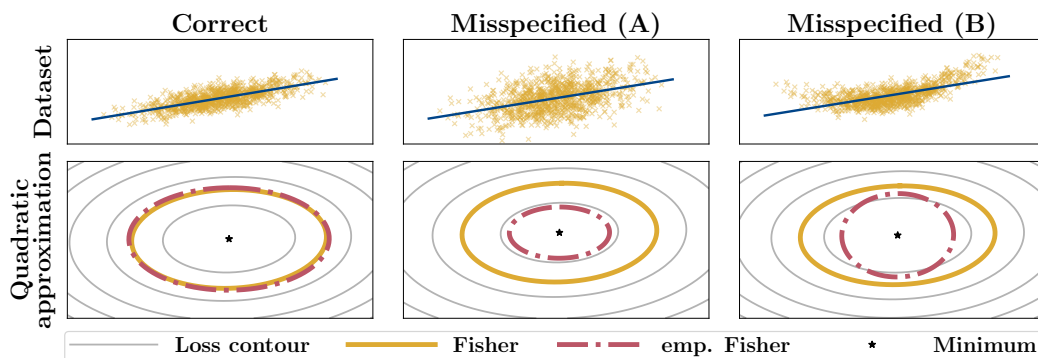 Correct
Misspecified (A)
Misspecified (B)
Dataset
Quadratic
approximation
Loss contour
Fisher
emp. Fisher
Minimum